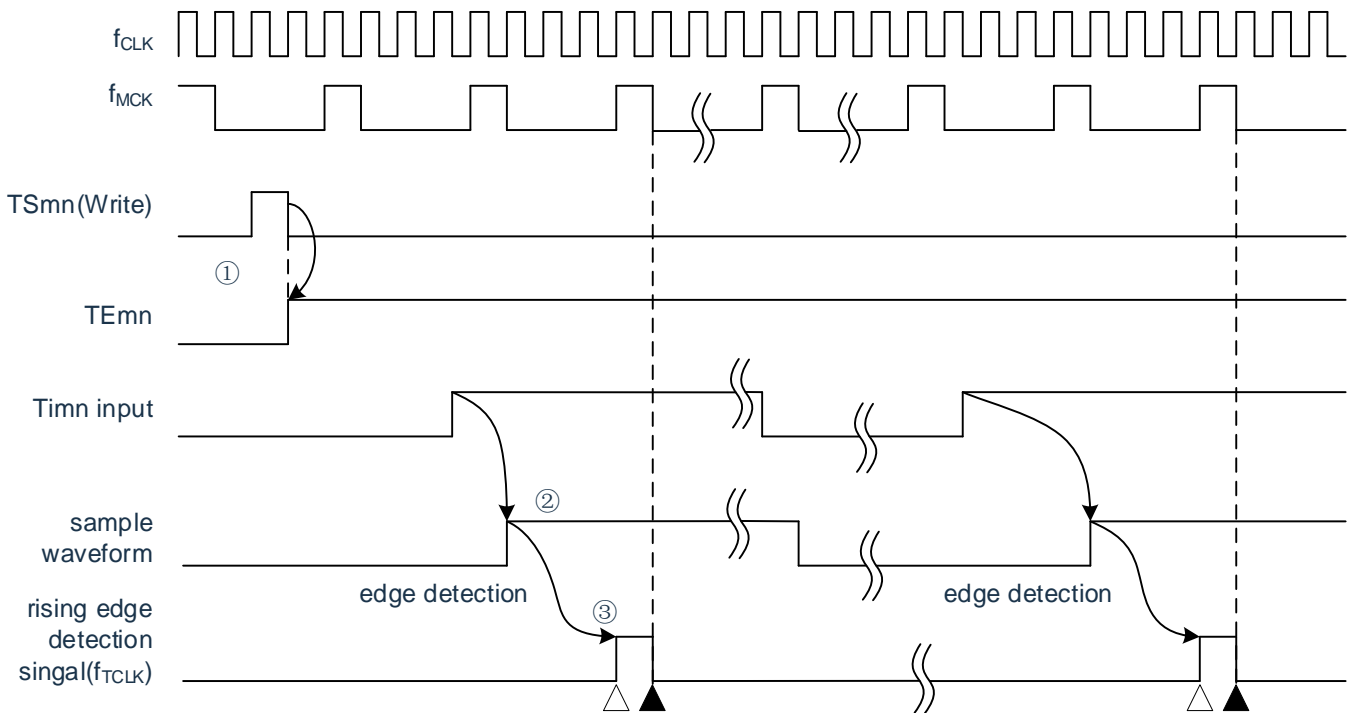 fCLK
fMCK
TSmn(Write)
①
TEmn
Timn input
②
sample
waveform
edge detection
edge detection
③
rising edge
detection
singal(fTCLK)